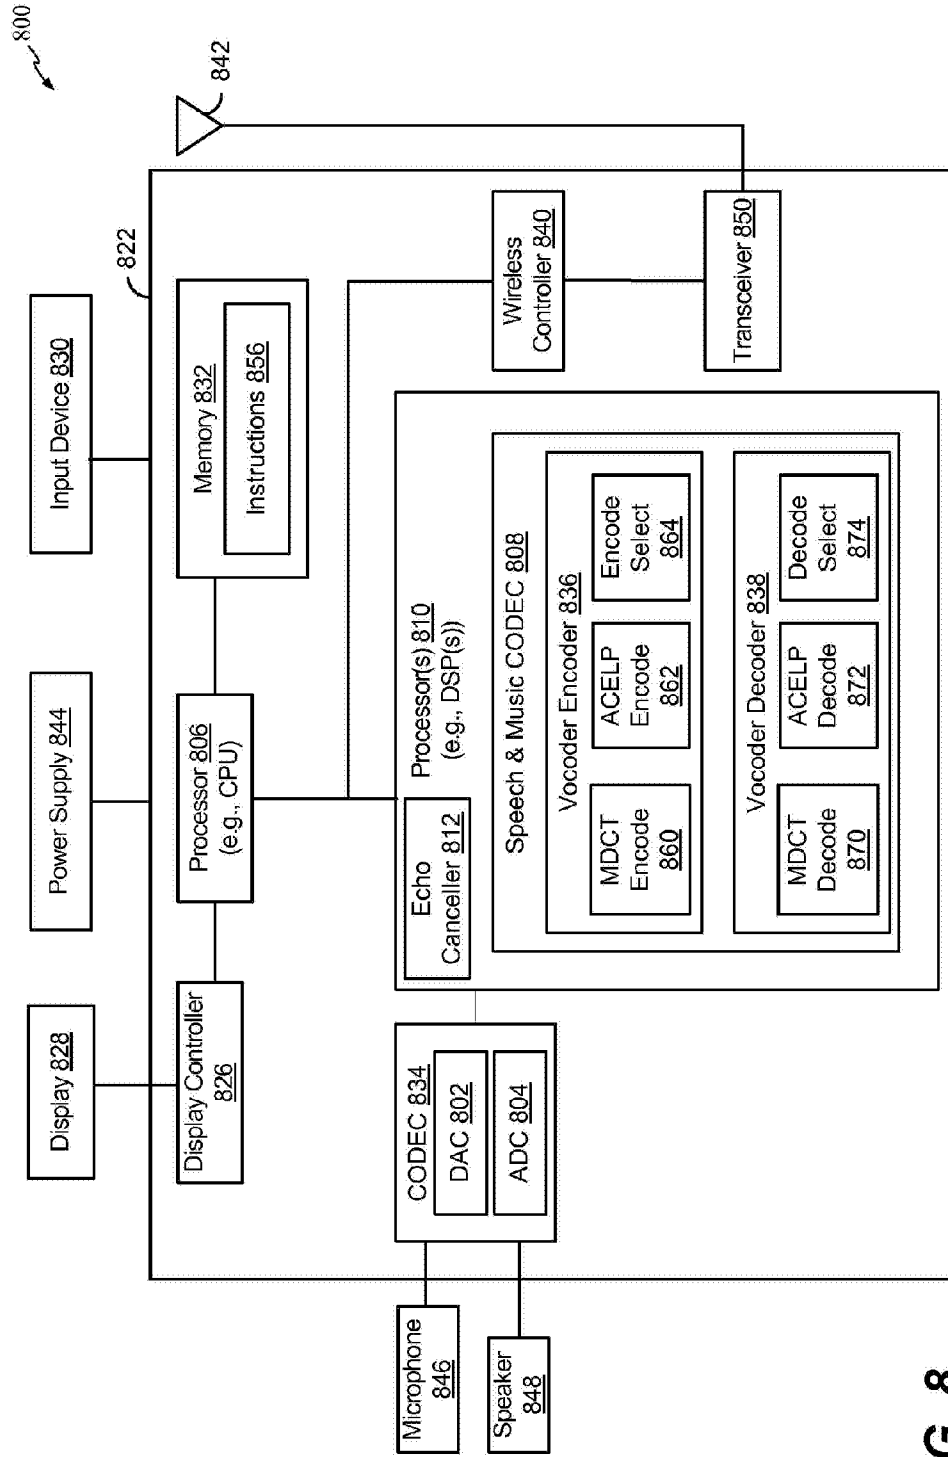 800
842
822
Input Device 830
Power Supply 844
Display 828
Memory 832
Instructions 856
Processor 806
(e.g., CPU)
Display Controller
826
Wireless
Controller 840
Transceiver 850
Processor(s) 810
(e.g., DSP(s))
Echo
Canceller 812
Speech & Music CODEC 808
Vocoder Encoder 836
MDCT
Encode
860
ACELP
Encode
862
Encode
Select
864
Vocoder Decoder 838
MDCT
Decode
870
ACELP
Decode
872
Decode
Select
874
CODEC 834
DAC 802
ADC 804
Microphone
846
Speaker
848
G. 8